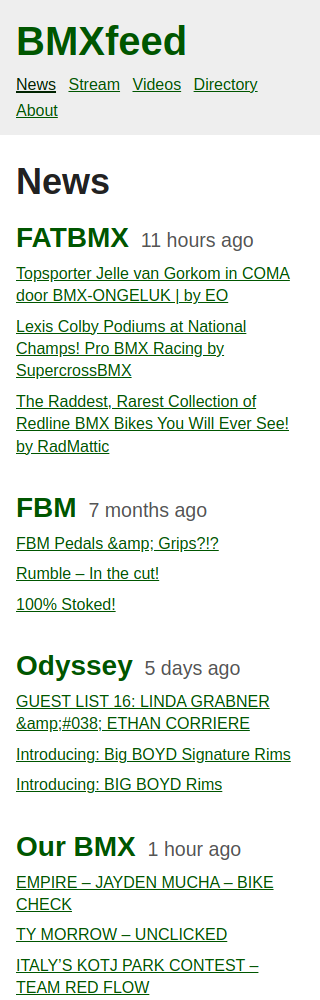 BMXfeed
News Stream Videos Directory
About
News
FATBMX 11 hours ago
Topsporter Jelle van Gorkom in COMA
door BMX-ONGELUK | by EO
Lexis Colby Podiums at National
Champs! Pro BMX Racing by
SupercrossBMX
The Raddest, Rarest Collection of
Redline BMX Bikes You Will Ever See!
by RadMattic
FBM 7 months ago
FBM Pedals &amp; Grips?!?
Rumble – In the cut!
100% Stoked!
Odyssey 5 days ago
GUEST LIST 16: LINDA GRABNER
&amp;#038; ETHAN CORRIERE
Introducing: Big BOYD Signature Rims
Introducing: BIG BOYD Rims
Our BMX 1 hour ago
EMPIRE – JAYDEN MUCHA – BIKE
CHECK
TY MORROW – UNCLICKED
ITALY’S KOTJ PARK CONTEST –
TEAM RED FLOW